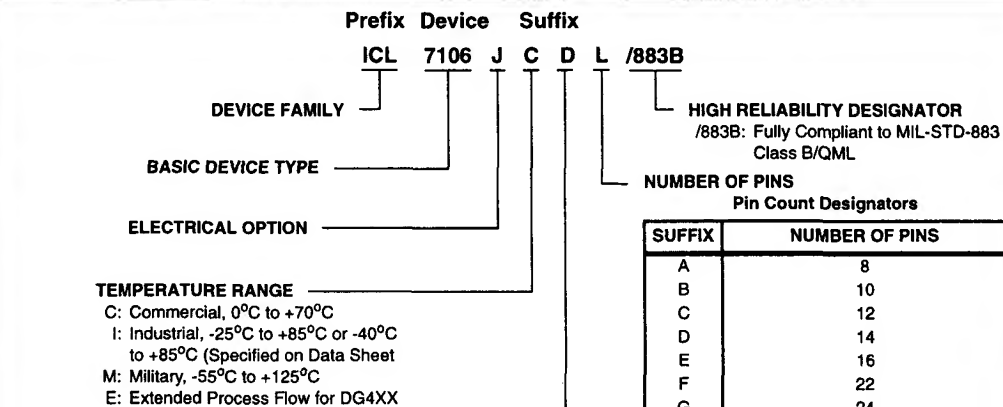 Prefix Device Suffix
ICL 7106 J C D L /883B
DEVICE FAMILY
HIGH RELIABILITY DESIGNATOR
/883B: Fully Compliant to MIL-STD-883
Class B/QML
BASIC DEVICE TYPE
NUMBER OF PINS
Pin Count Designators
ELECTRICAL OPTION
SUFFIX NUMBER OF PINS
A 8
B 10
C 12
D 14
E 16
F 22
G 24
TEMPERATURE RANGE
C: Commercial, 0°C to +70°C
I: Industrial, -25°C to +85°C or -40°C
to +85°C (Specified on Data Sheet
M: Military, -55°C to +125°C
E: Extended Process Flow for DG4XX